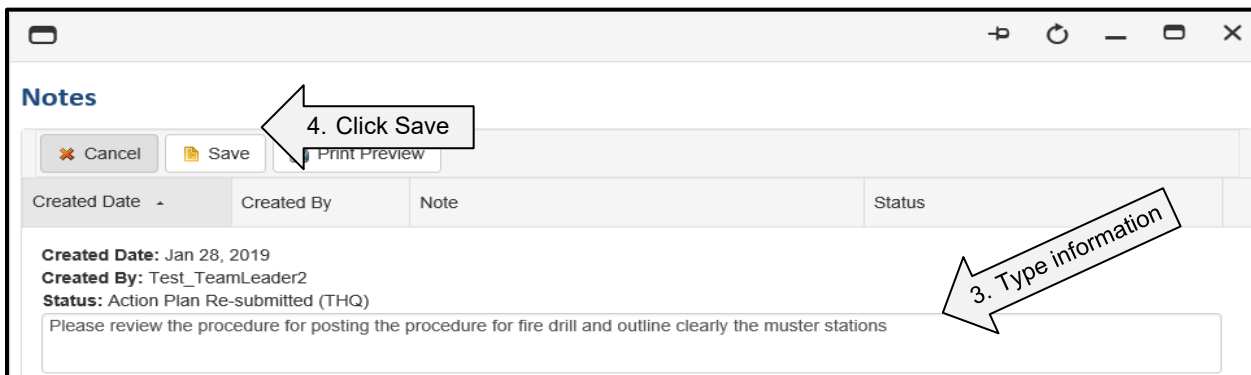 Notes
4. Click Save
Cancel Save Print Preview
Created Date Created By Note Status
3. Type information
Created Date: Jan 28, 2019
Created By: Test_TeamLeader2
Status: Action Plan Re-submitted (THQ)
Please review the procedure for posting the procedure for fire drill and outline clearly the muster stations